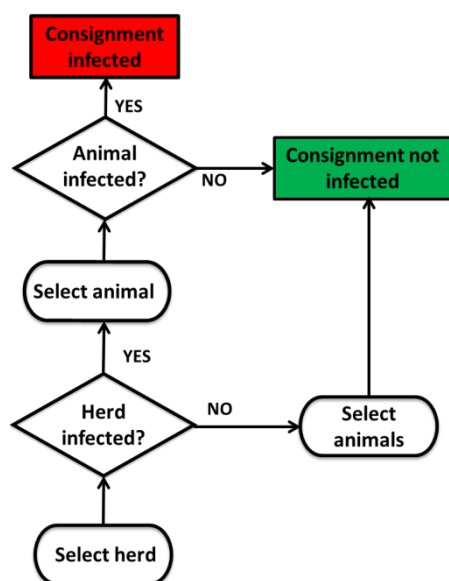 Consignment
infected
YES
Animal
infected?
NO
Consignment not
infected
Select animal
YES
Herd
infected?
NO
Select
animals
Select herd